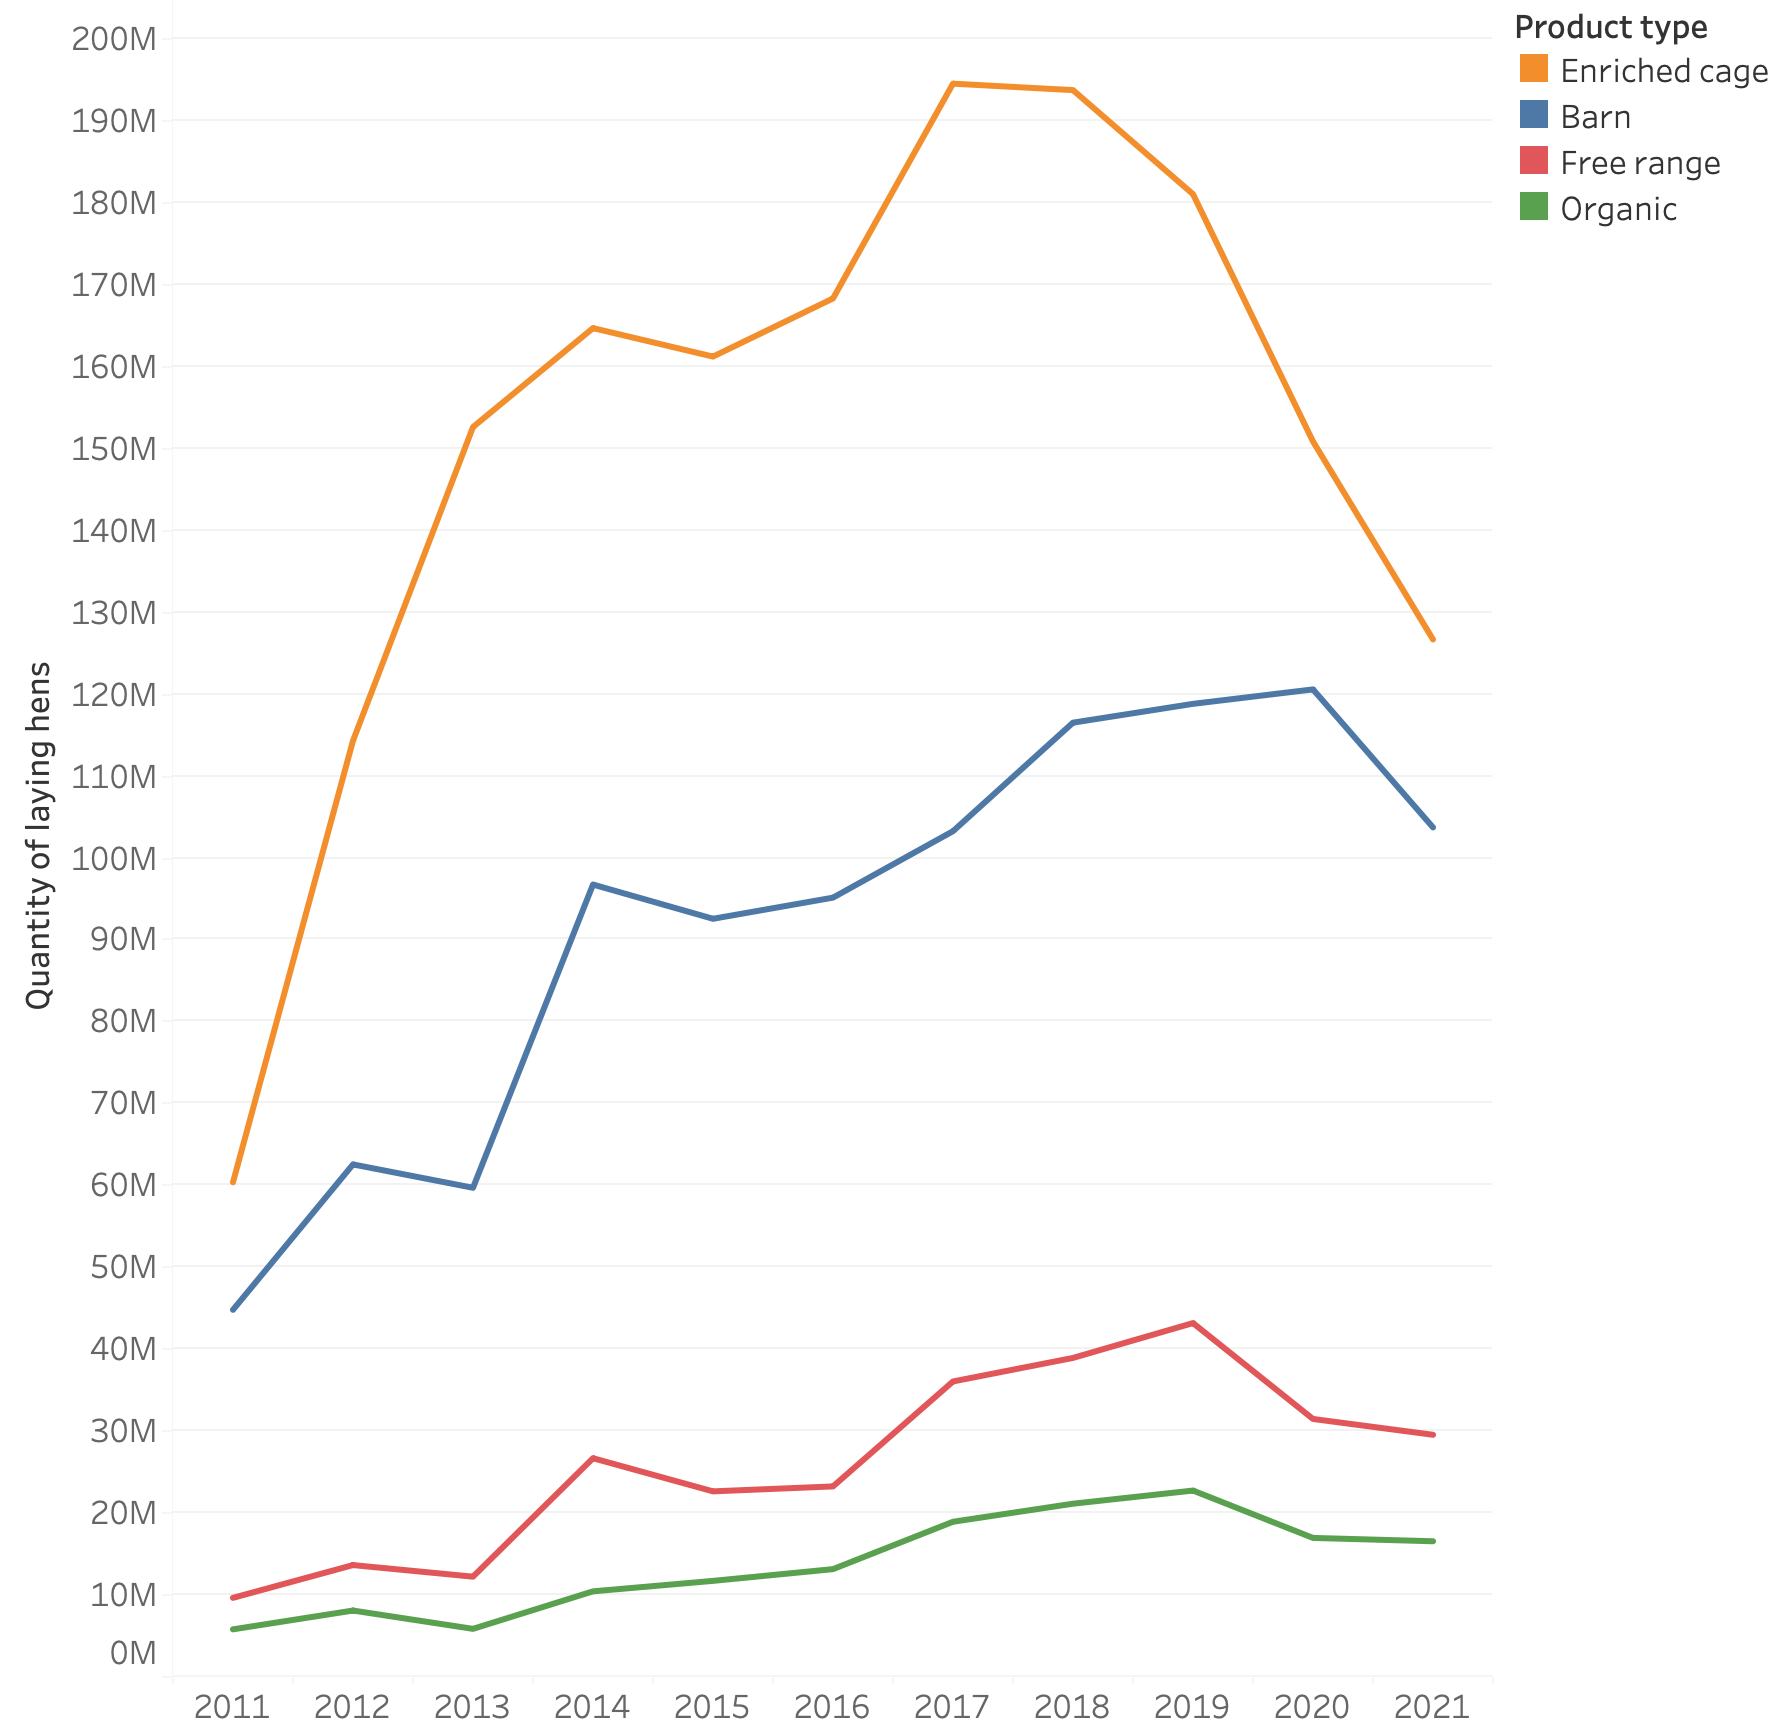 Product type
Enriched cage
Barn
Free range
Organic
Quantity of laying hens
200M
190M
180M
170M
160M
150M
140M
130M
120M
110M
100M
90M
80M
70M
60M
50M
40M
30M
20M
10M
0M
2011 2012 2013 2014 2015 2016 2017 2018 2019 2020 2021